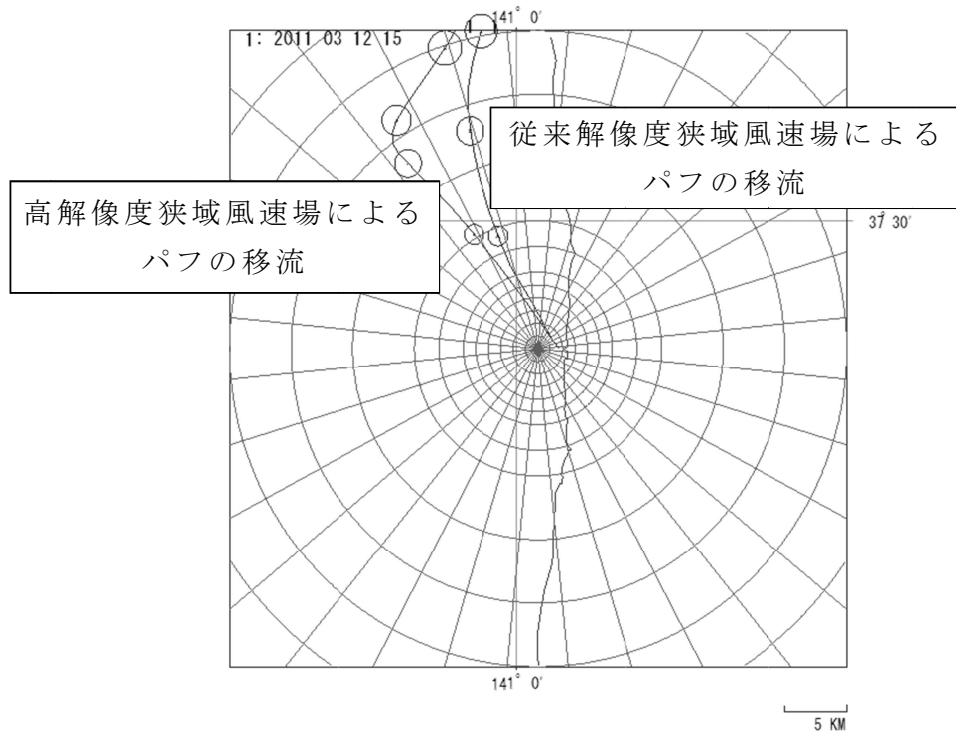 141° 0′
1: 2011 03 12 15
従来解像度狭域風速場による
パフの移流
高解像度狭域風速場による
パフの移流
37° 30′
141° 0′
5 KM